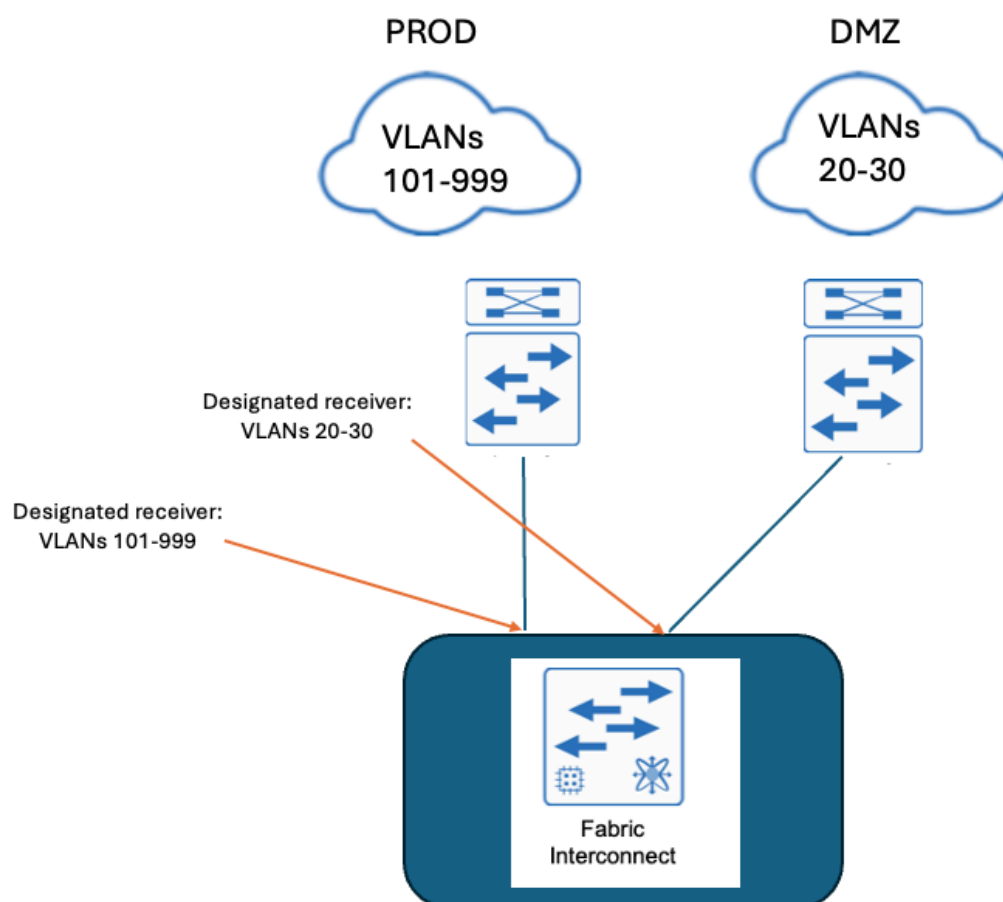 PROD
DMZ
VLANs
101-999
VLANs
20-30
Designated receiver:
VLANs 20-30
Designated receiver:
VLANs 101-999
Fabric
Interconnect